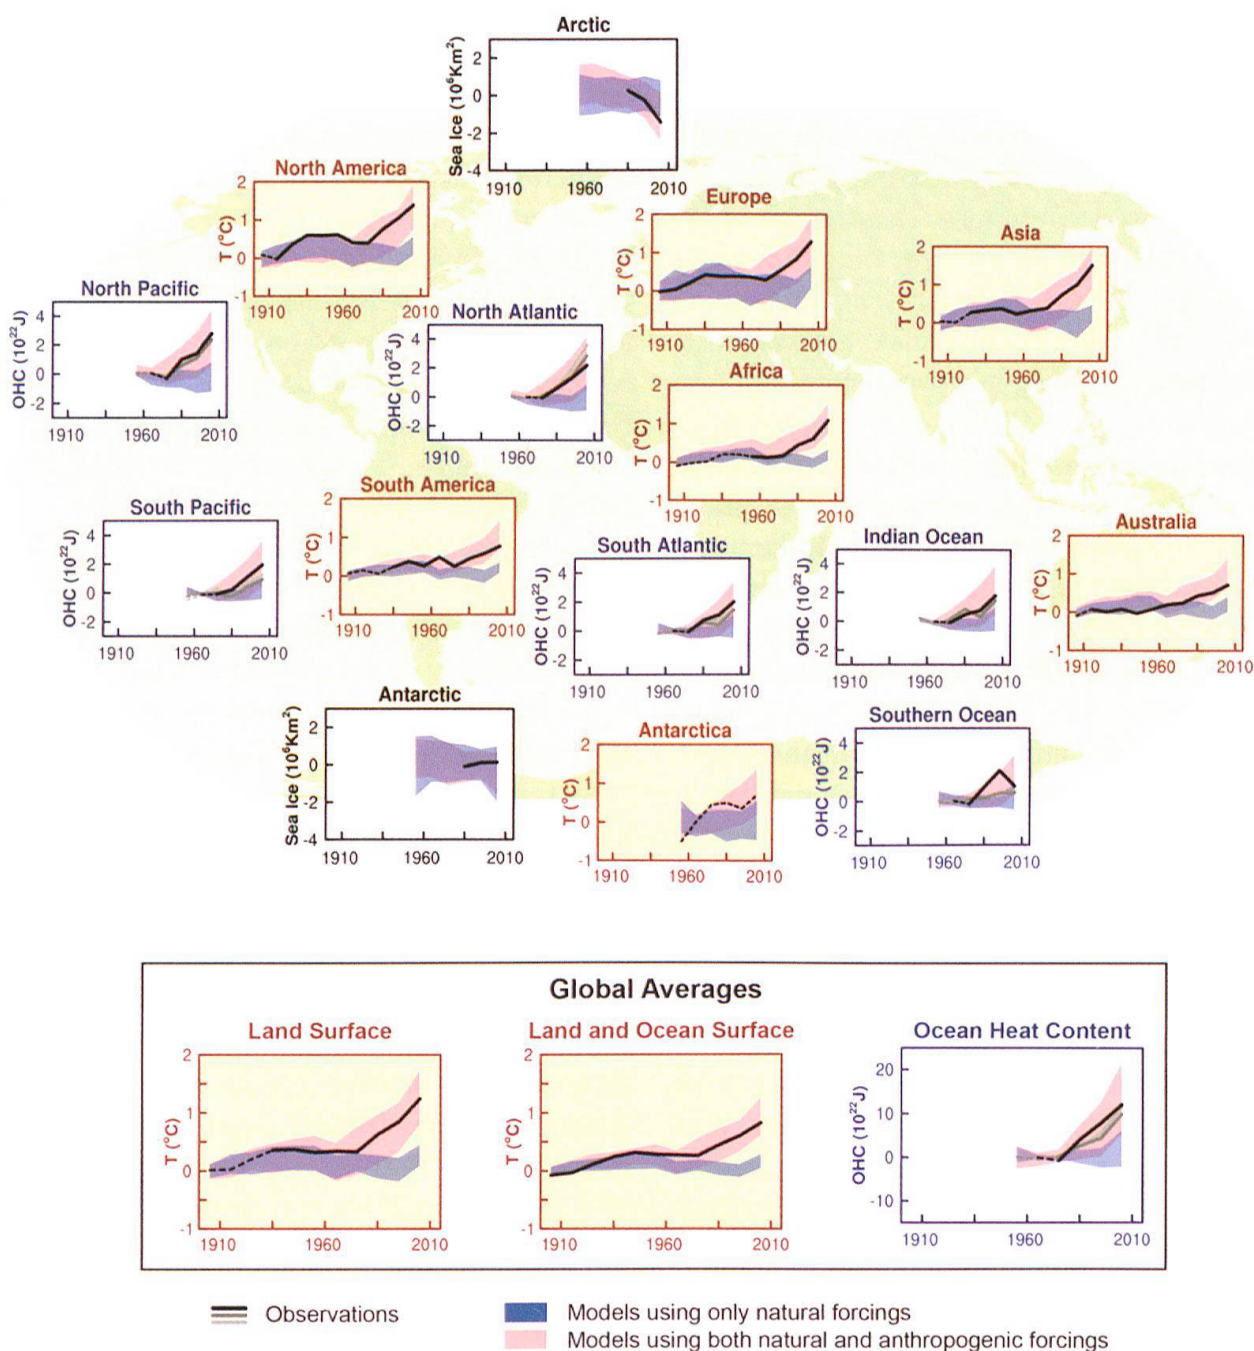 Arctic
Sea Ice (10⁶Km²)
2
0
-2
-4
1910 1960 2010
North America
T (°C)
2
1
0
-1
1910 1960 2010
Europe
T (°C)
2
1
0
-1
1910 1960 2010
Asia
T (°C)
2
1
0
-1
1910 1960 2010
North Pacific
OHC (10²²J)
4
2
0
-2
1910 1960 2010
North Atlantic
OHC (10²²J)
4
2
0
-2
1910 1960 2010
Africa
T (°C)
2
1
0
-1
1910 1960 2010
South Pacific
OHC (10²²J)
4
2
0
-2
1910 1960 2010
South America
T (°C)
2
1
0
-1
1910 1960 2010
South Atlantic
OHC (10²²J)
4
2
0
-2
1910 1960 2010
Indian Ocean
OHC (10²²J)
4
2
0
-2
1910 1960 2010
Australia
T (°C)
2
1
0
-1
1910 1960 2010
Antarctic
Sea Ice (10⁶Km²)
2
0
-2
-4
1910 1960 2010
Antarctica
T (°C)
2
1
0
-1
1910 1960 2010
Southern Ocean
OHC (10²²J)
4
2
0
-2
1910 1960 2010
Global Averages
Land Surface
T (°C)
2
1
0
-1
1910 1960 2010
Land and Ocean Surface
T (°C)
2
1
0
-1
1910 1960 2010
Ocean Heat Content
OHC (10²²J)
20
10
0
-10
1910 1960 2010
Observations
Models using only natural forcings
Models using both natural and anthropogenic forcings